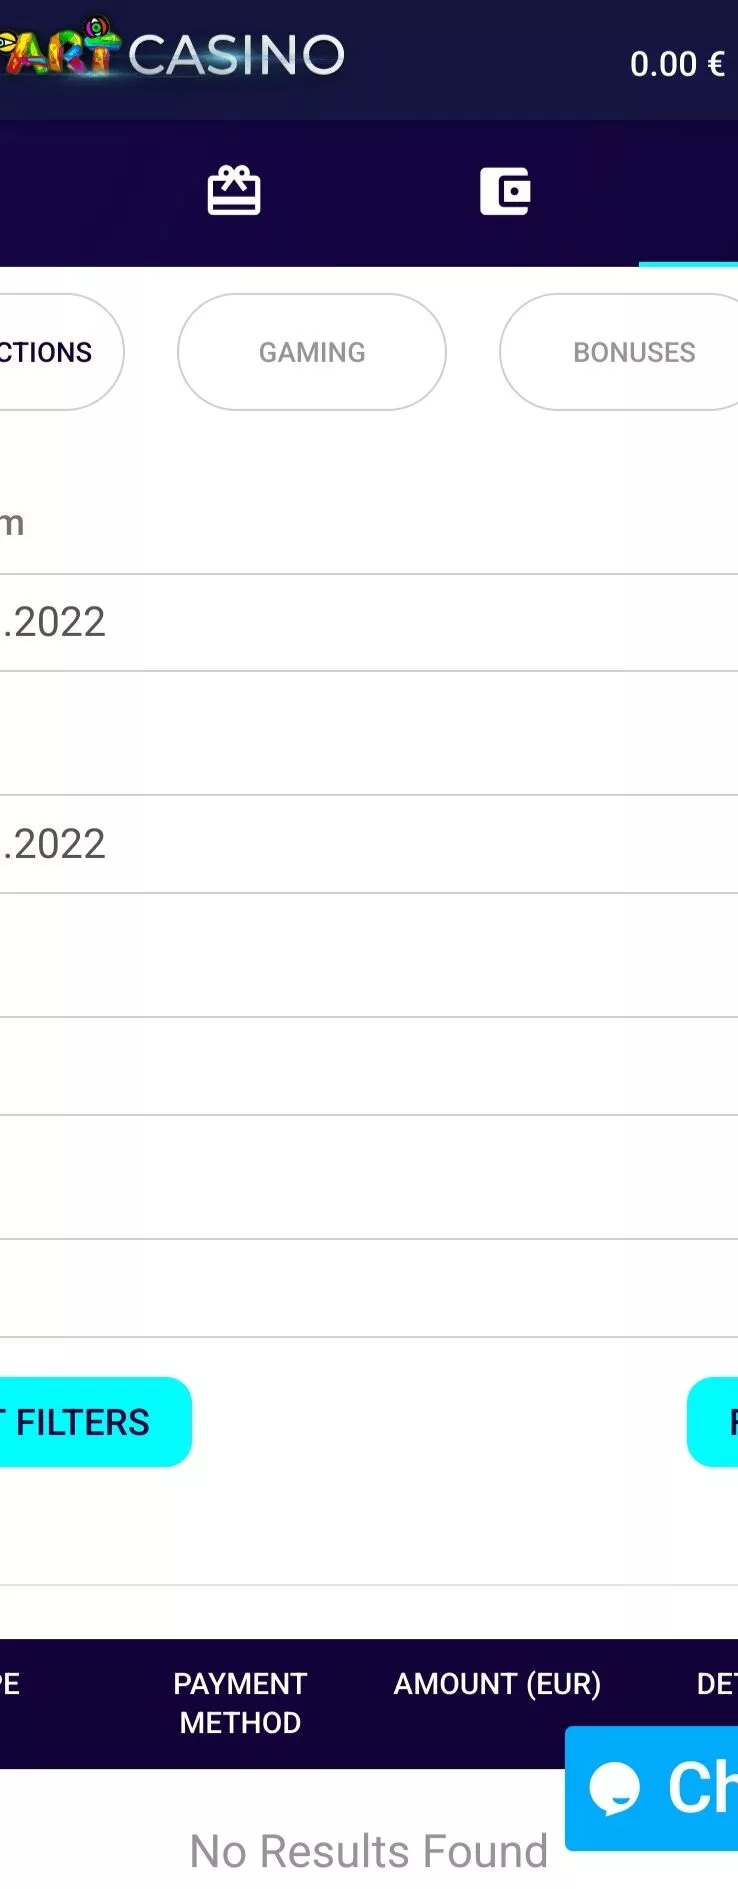 ART CASINO
0.00 €
CTIONS
GAMING
BONUSES
m
.2022
.2022
FILTERS
PE
PAYMENT
METHOD
AMOUNT (EUR)
DET
Ch
No Results Found